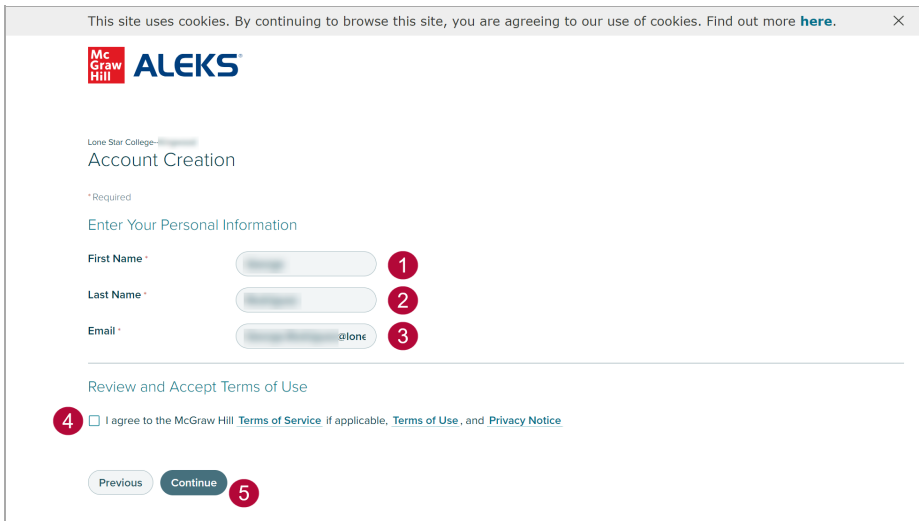 This site uses cookies. By continuing to browse this site, you are agreeing to our use of cookies. Find out more here.
Mc
Graw
Hill
ALEKS®
Lone Star College-
Account Creation
*Required
Enter Your Personal Information
First Name * 1
Last Name * 2
Email * @lone 3
Review and Accept Terms of Use
4 I agree to the McGraw Hill Terms of Service if applicable, Terms of Use, and Privacy Notice
Previous Continue 5